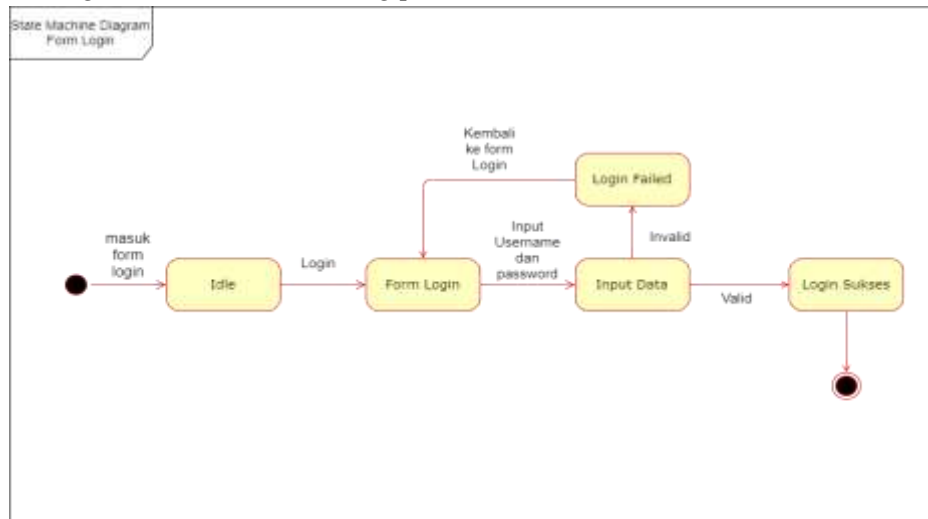 State Machine Diagram
Form Login
Kembali
ke form
Login
Login Failed
masuk
form
login
Login
Input
Username
dan
password
Invalid
Idle
Form Login
Input Data
Valid
Login Sukses